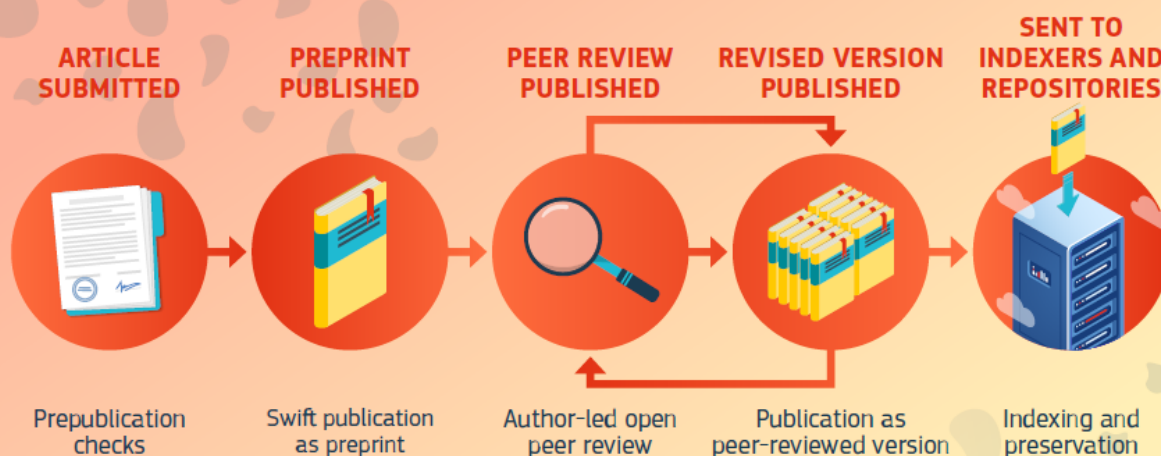 ARTICLE
SUBMITTED
PREPRINT
PUBLISHED
PEER REVIEW
PUBLISHED
REVISED VERSION
PUBLISHED
SENT TO
INDEXERS AND
REPOSITORIES
Prepublication
checks
Swift publication
as preprint
Author-led open
peer review
Publication as
peer-reviewed version
Indexing and
preservation